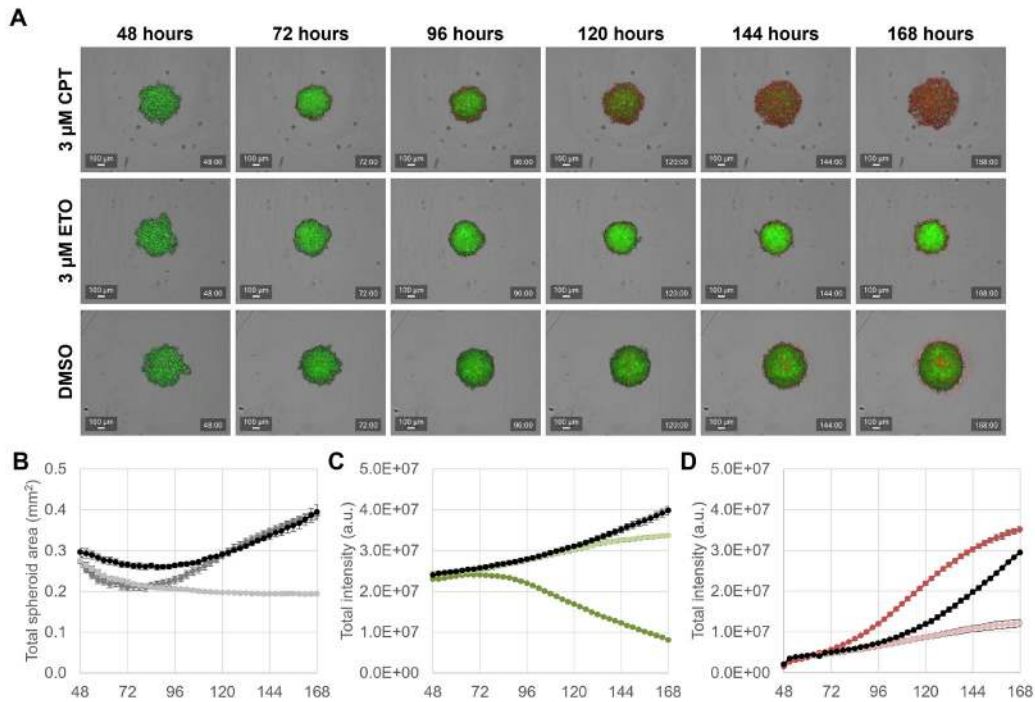 A
48 hours 72 hours 96 hours 120 hours 144 hours 168 hours
3 µM CPT
100 µm 48:00 100 µm 72:00 100 µm 96:00 100 µm 120:00 100 µm 144:00 100 µm 168:00
3 µM ETO
100 µm 48:00 100 µm 72:00 100 µm 96:00 100 µm 120:00 100 µm 144:00 100 µm 168:00
DMSO
100 µm 48:00 100 µm 72:00 100 µm 96:00 100 µm 120:00 100 µm 144:00 100 µm 168:00
B
Total spheroid area (mm²)
0.5
0.4
0.3
0.2
0.1
0.0
48 72 96 120 144 168
C
Total intensity (a.u.)
5.0E+07
4.0E+07
3.0E+07
2.0E+07
1.0E+07
0.0E+00
48 72 96 120 144 168
D
Total intensity (a.u.)
5.0E+07
4.0E+07
3.0E+07
2.0E+07
1.0E+07
0.0E+00
48 72 96 120 144 168